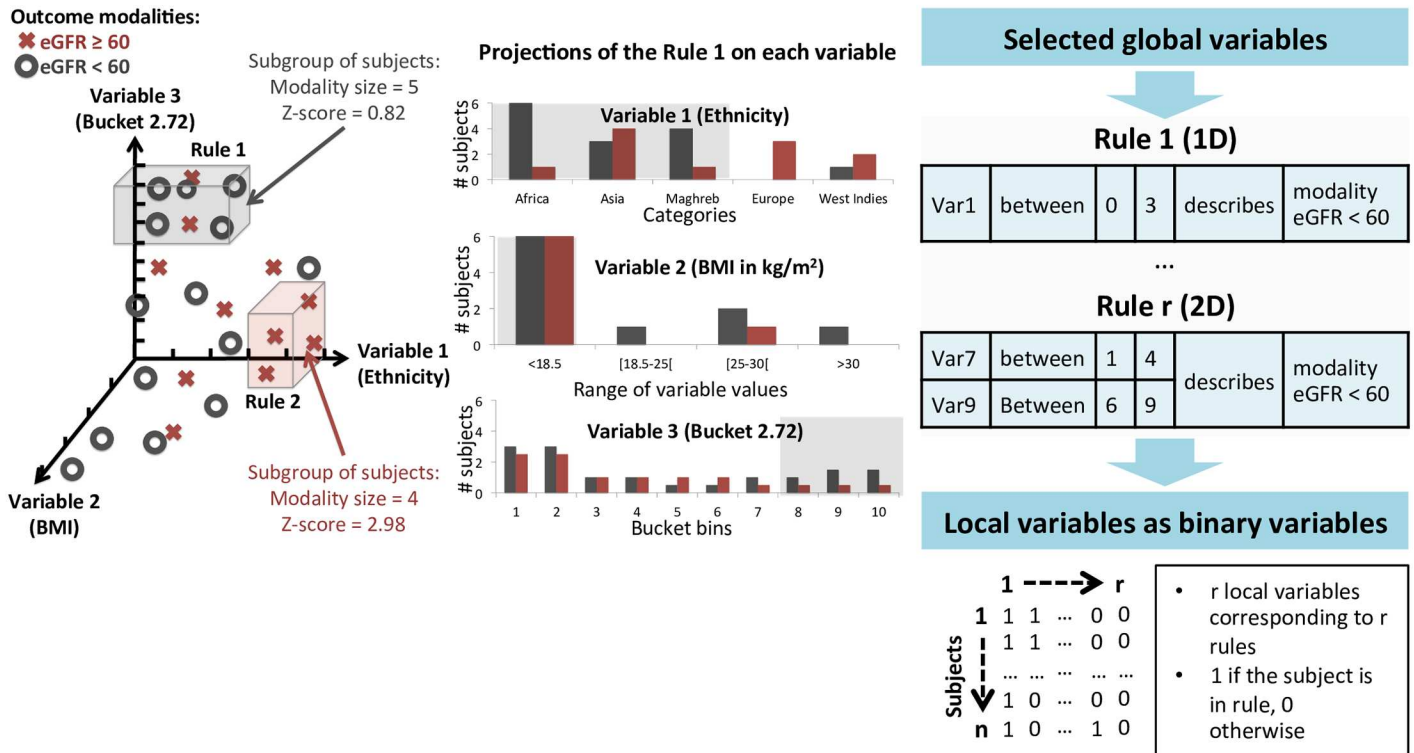 Outcome modalities:
eGFR ≥ 60
eGFR < 60
Variable 3
(Bucket 2.72)
Subgroup of subjects:
Modality size = 5
Z-score = 0.82
Rule 1
Variable 1
(Ethnicity)
Rule 2
Variable 2
(BMI)
Subgroup of subjects:
Modality size = 4
Z-score = 2.98
Projections of the Rule 1 on each variable
Variable 1 (Ethnicity)
# subjects
6
4
2
0
Africa Asia Maghreb Europe West Indies
Categories
Variable 2 (BMI in kg/m²)
# subjects
6
4
2
0
<18.5 [18.5-25[ [25-30[ >30
Range of variable values
Variable 3 (Bucket 2.72)
# subjects
6
4
2
0
1 2 3 4 5 6 7 8 9 10
Bucket bins
Selected global variables
Rule 1 (1D)
Var1 between 0 3 describes modality
eGFR < 60
...
Rule r (2D)
Var7 between 1 4 describes modality
eGFR < 60
Var9 Between 6 9
Local variables as binary variables
1 r
1 1 1 ... 0 0
1 1 ... 0 0
... ... ... ... ...
1 0 ... 0 0
n 1 0 ... 1 0
Subjects
• r local variables
corresponding to r
rules
• 1 if the subject is
in rule, 0
otherwise